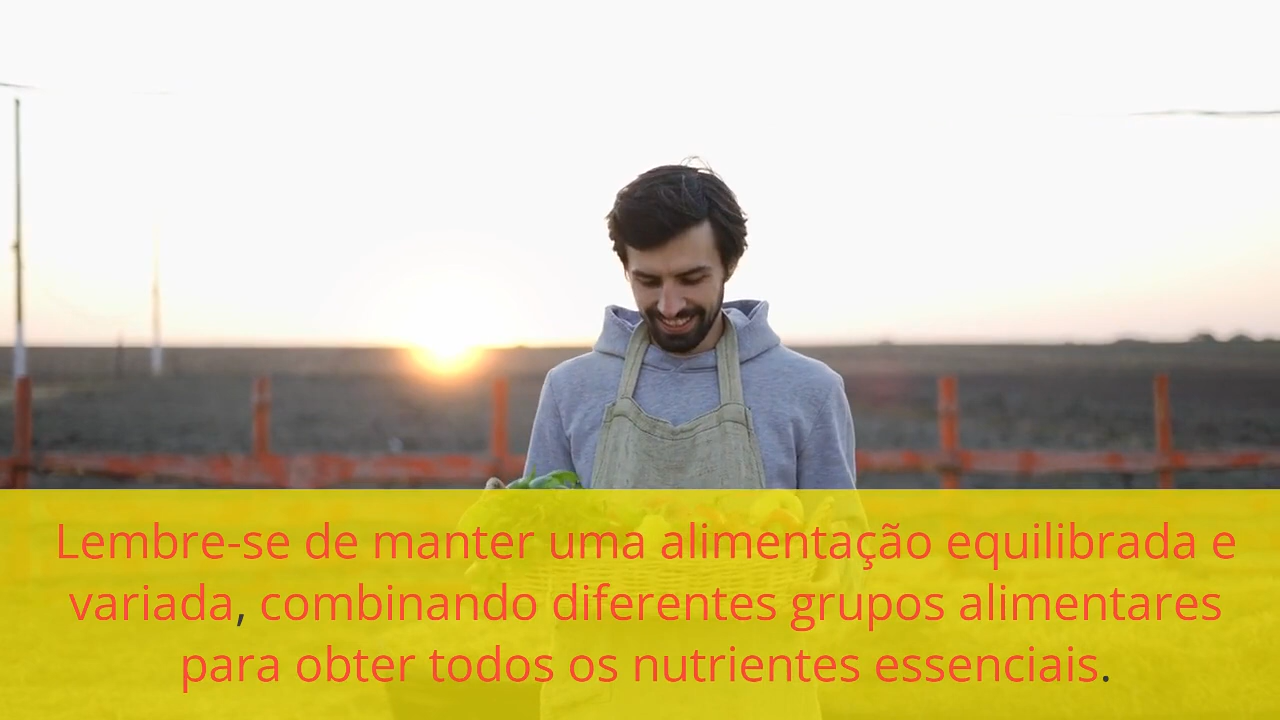 Lembre-se de manter uma alimentação equilibrada e
variada, combinando diferentes grupos alimentares
para obter todos os nutrientes essenciais.